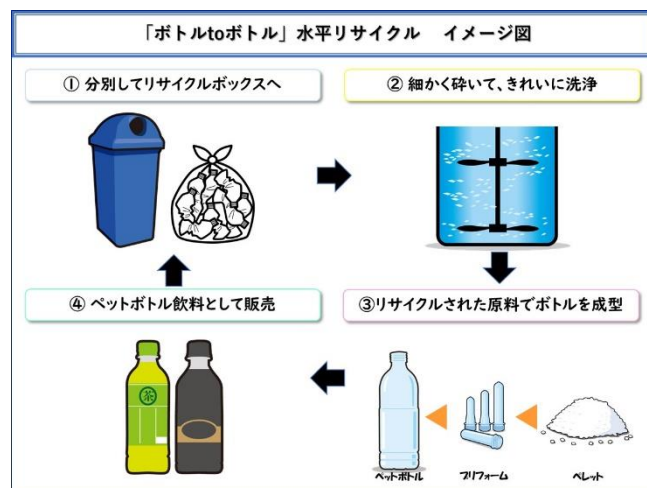 「ボトルtoボトル」水平リサイクル　イメージ図
① 分別してリサイクルボックスへ
② 細かく砕いて、きれいに洗浄
④ ペットボトル飲料として販売
③リサイクルされた原料でボトルを成型
茶
ペットボトル
プリフォーム
ペレット